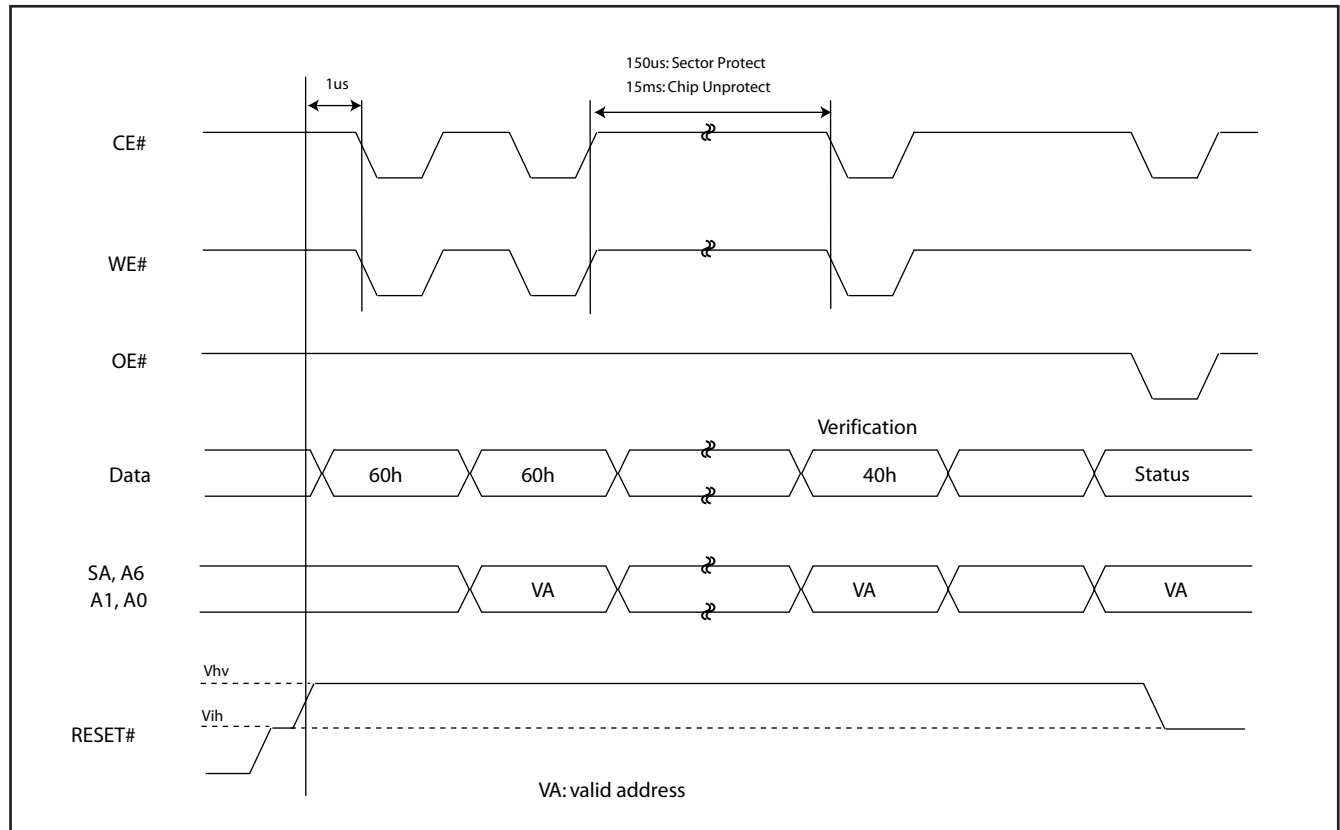 150us: Sector Protect
1us
15ms: Chip Unprotect
CE#
WE#
OE#
Verification
Data
60h
60h
40h
Status
SA, A6
A1, A0
VA
VA
VA
Vhv
Vih
RESET#
VA: valid address